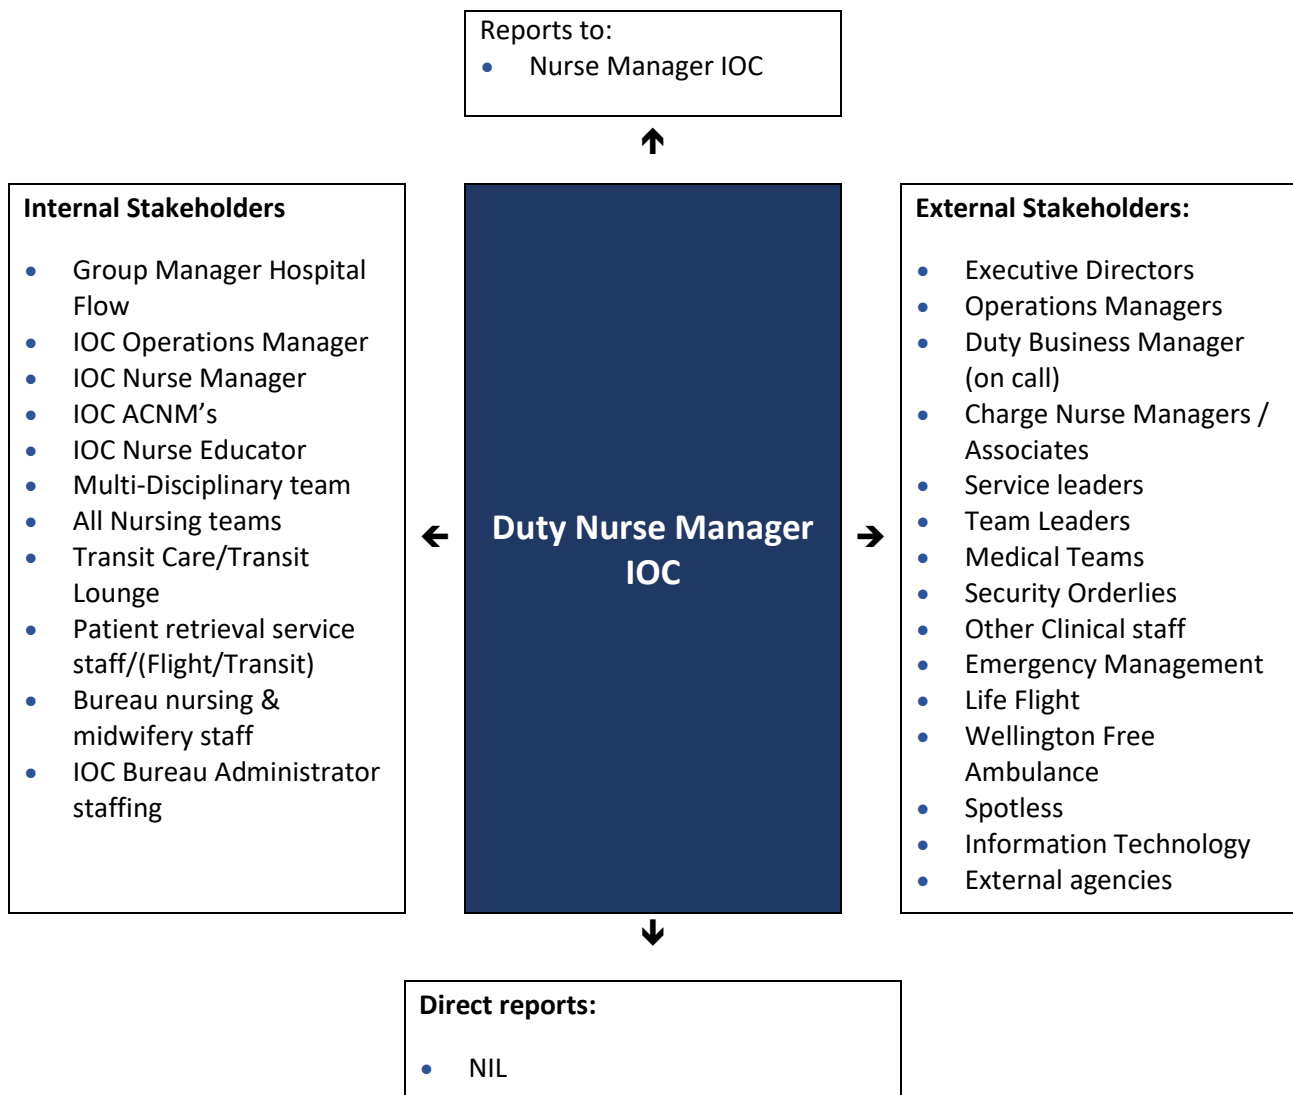 Reports to:
• Nurse Manager IOC
↑
Internal Stakeholders
• Group Manager Hospital
Flow
• IOC Operations Manager
• IOC Nurse Manager
• IOC ACNM’s
• IOC Nurse Educator
• Multi-Disciplinary team
• All Nursing teams
• Transit Care/Transit
Lounge
• Patient retrieval service
staff/(Flight/Transit)
• Bureau nursing &
midwifery staff
• IOC Bureau Administrator
staffing
←
Duty Nurse Manager
IOC
→
External Stakeholders:
• Executive Directors
• Operations Managers
• Duty Business Manager
(on call)
• Charge Nurse Managers /
Associates
• Service leaders
• Team Leaders
• Medical Teams
• Security Orderlies
• Other Clinical staff
• Emergency Management
• Life Flight
• Wellington Free
Ambulance
• Spotless
• Information Technology
• External agencies
↓
Direct reports:
• NIL